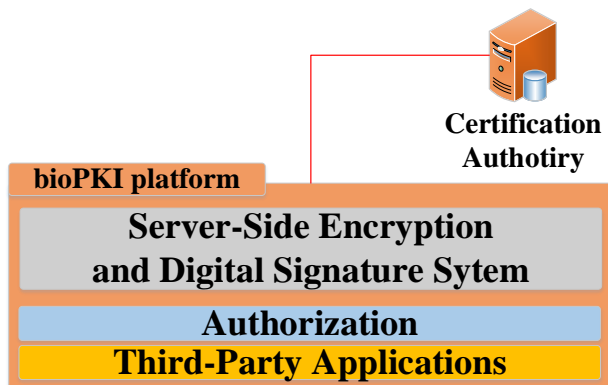 Certification
Authotiry
bioPKI platform
Server-Side Encryption
and Digital Signature Sytem
Authorization
Third-Party Applications